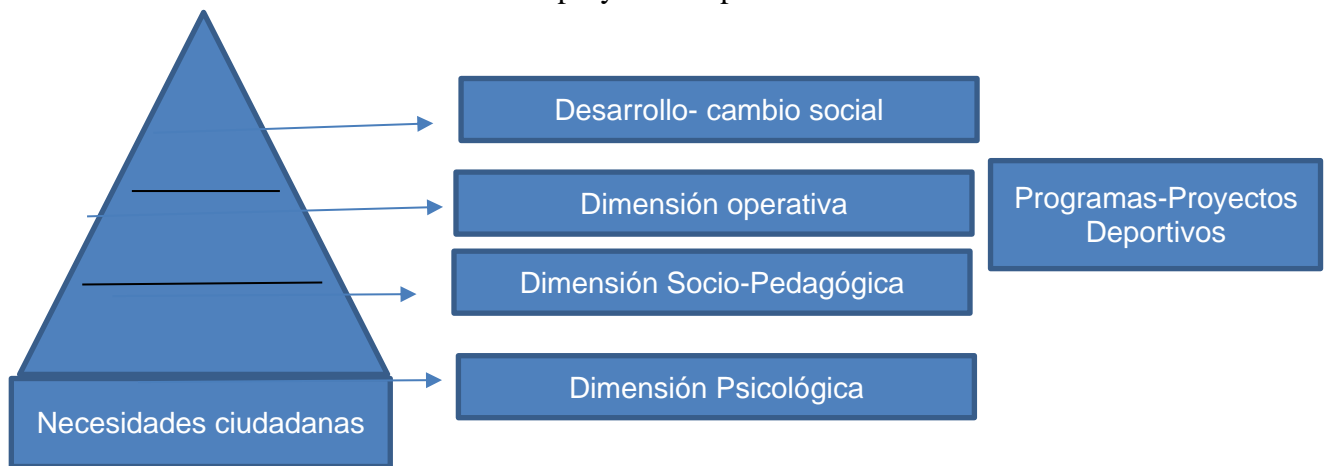 Desarrollo- cambio social
Dimensión operativa
Programas-Proyectos
Deportivos
Dimensión Socio-Pedagógica
Dimensión Psicológica
Necesidades ciudadanas